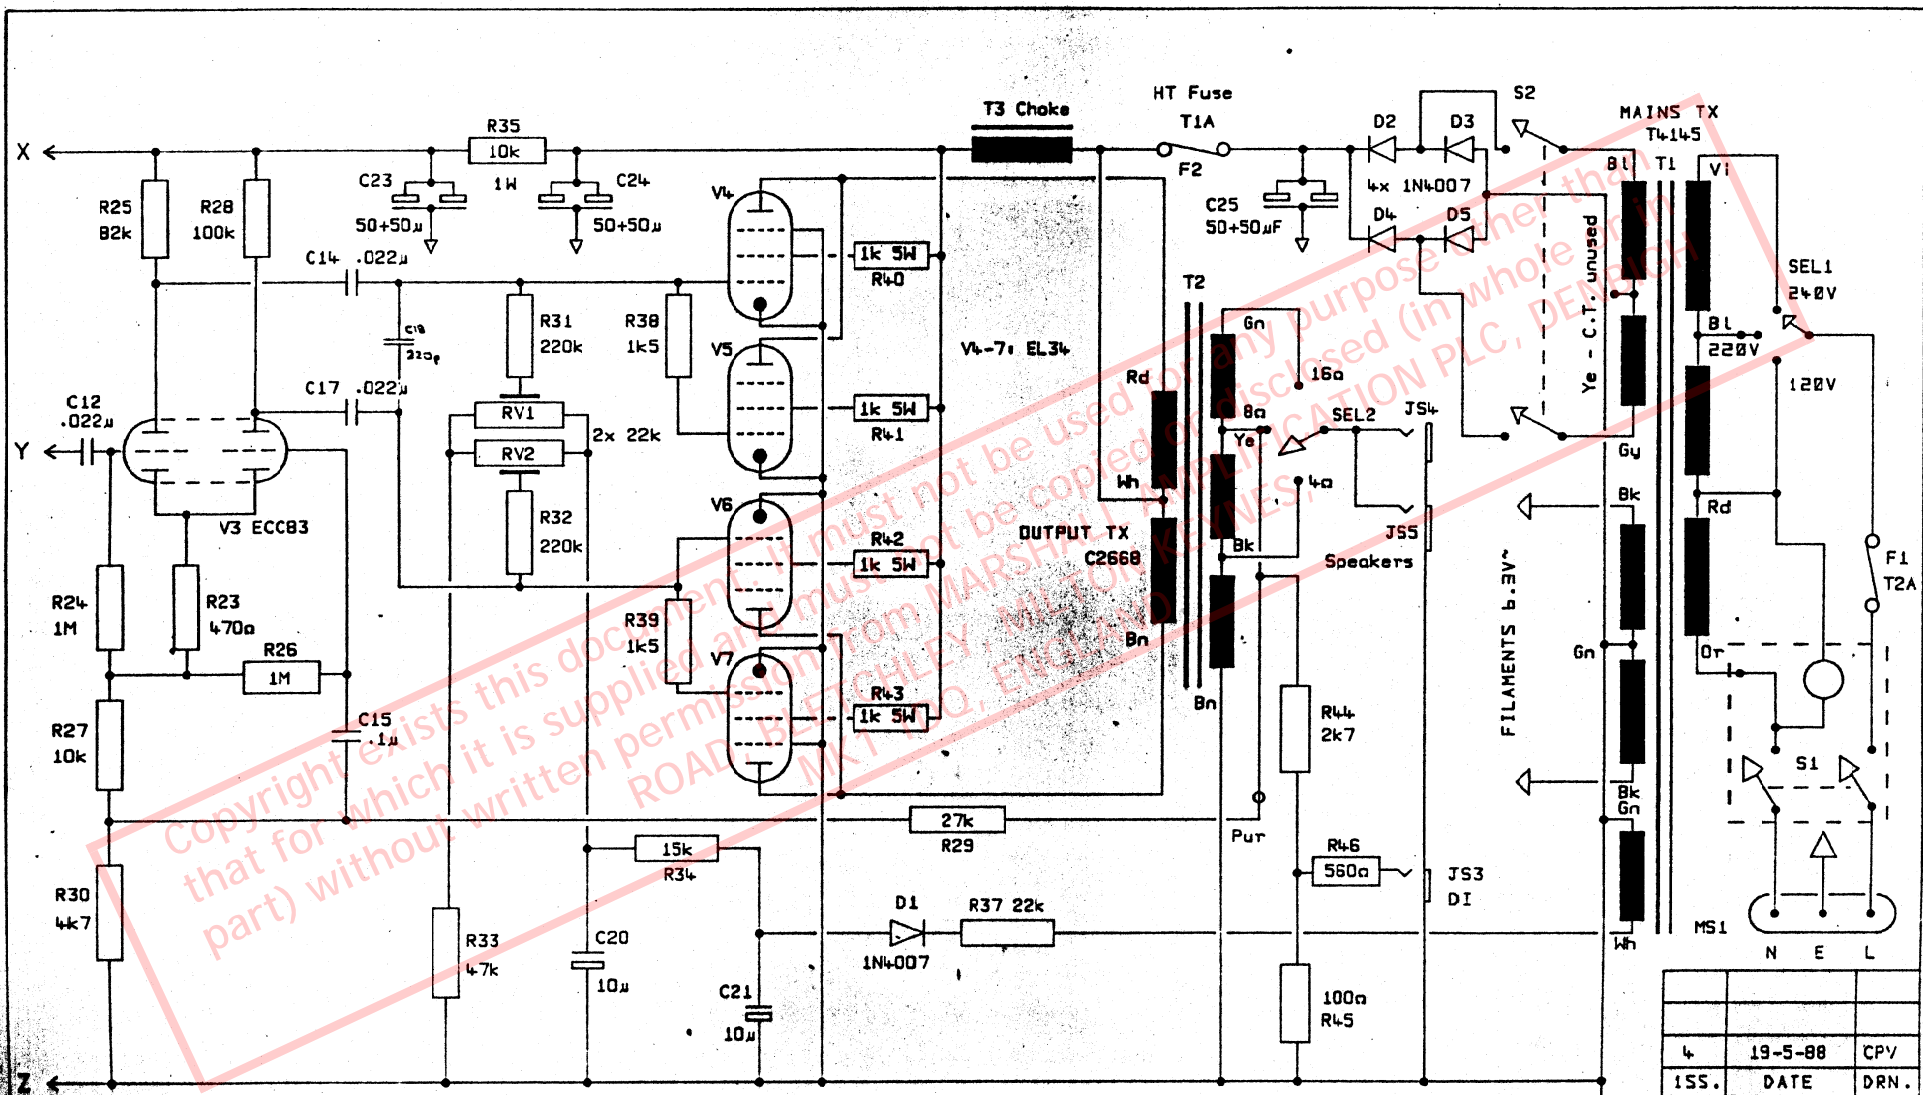 X
R35
10k
1W
R25
82k
R28
100k
C23
50+50µ
C24
50+50µ
C14 .022µ
C18
220p
C17 .022µ
C12
.022µ
Y
V3 ECC83
R24
1M
R23
470Ω
R26
1M
R27
10k
C15
.1µ
R30
4k7
Z
R31
220k
RV1
RV2
2x 22k
R32
220k
R38
1k5
R39
1k5
R33
47k
C20
10µ
15k
R34
C21
10µ
D1
1N4007
R37 22k
27k
R29
V4
V5
V6
V7
1k 5W
R40
1k 5W
R41
R42
1k 5W
R43
1k 5W
V4-7: EL34
T3 Choke
HT Fuse
T1A
F2
C25
50+50µF
D2
D3
4x 1N4007
D4
D5
S2
T2
Rd
Wh
Bn
OUTPUT TX
C2668
Gn
16Ω
8Ω
Ye
4Ω
Bk
Bn
SEL2
JS4
JS5
Speakers
Pur
R44
2k7
R46
560Ω
JS3
DI
100Ω
R45
MAINS TX
T4145
T1
Bl
Ye - C.T. unused
Gy
Bk
Gn
Bk
Gn
Wh
FILAMENTS 6.3V~
Vi
Bl
220V
SEL1
240V
120V
Rd
Or
F1
T2A
S1
MS1
N E L
4 19-5-88 CPV
ISS. DATE DRN.
Copyright exists this document. It must not be used for any purpose other than
that for which it is supplied and must not be copied or disclosed (in whole or in
part) without written permission from MARSHALL AMPLIFICATION PLC, DENBIGH
ROAD, BLETCHLEY, MILTON KEYNES,
MK1 1DQ, ENGLAND